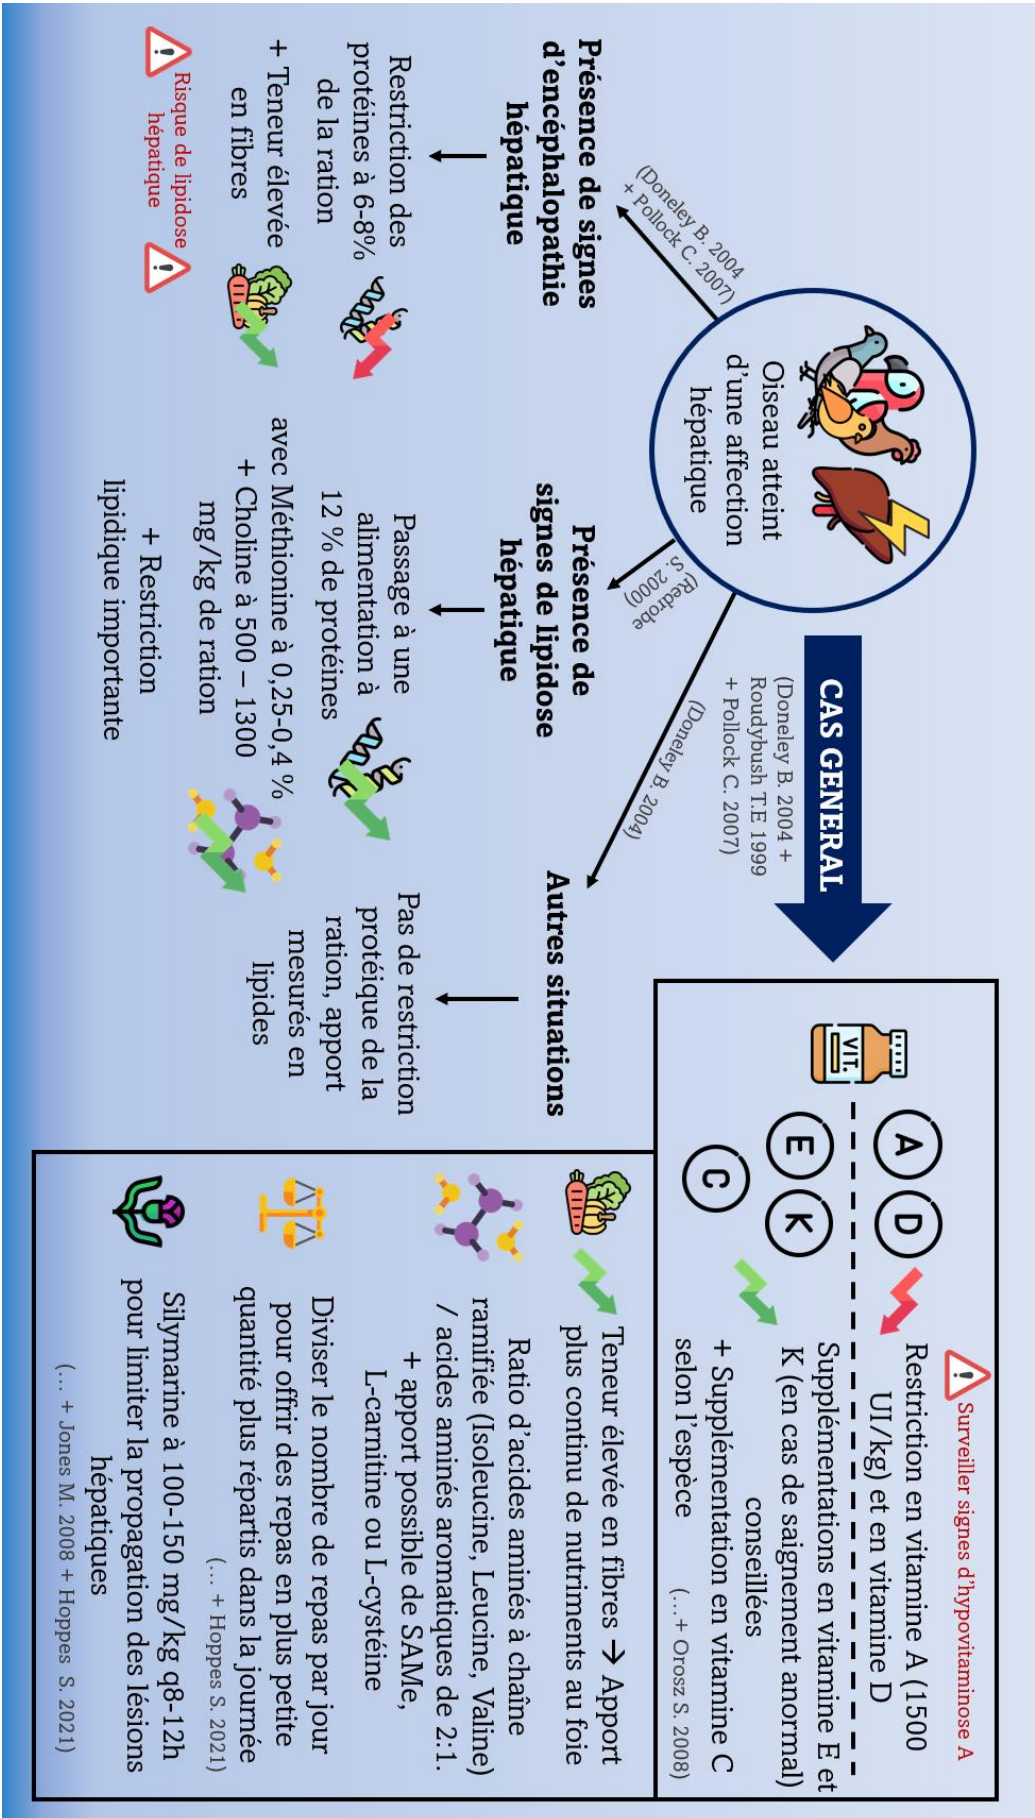 Oiseau atteint
d'une affection
hépatique
CAS GENERAL
(Doneley B. 2004 +
Roudybush T.E 1999
+ Pollock C. 2007)
Surveiller signes d'hypovitaminose A
VIT.
A
D
E
K
C
Restriction en vitamine A (1500
UI/kg) et en vitamine D
Supplémentations en vitamine E et
K (en cas de saignement anormal)
conseillées
+ Supplémentation en vitamine C
selon l'espèce
(…+ Orosz S. 2008)
(Doneley B. 2004
+ Pollock C. 2007)
Présence de signes
d'encéphalopathie
hépatique
Restriction des
protéines à 6-8%
de la ration
+ Teneur élevée
en fibres
Risque de lipidose
hépatique
(Redrobe
S. 2000)
Présence de
signes de lipidose
hépatique
Passage à une
alimentation à
12 % de protéines
avec Méthionine à 0,25-0,4 %
+ Choline à 500 – 1300
mg/kg de ration
+ Restriction
lipidique importante
(Doneley B. 2004)
Autres situations
Pas de restriction
protéique de la
ration, apport
mesurés en
lipides
Teneur élevée en fibres → Apport
plus continu de nutriments au foie
Ratio d'acides aminés à chaîne
ramifiée (Isoleucine, Leucine, Valine)
/ acides aminés aromatiques de 2:1.
+ apport possible de SAMe,
L-carnitine ou L-cystéine
Diviser le nombre de repas par jour
pour offrir des repas en plus petite
quantité plus répartis dans la journée
(… + Hoppes S. 2021)
Silymarine à 100-150 mg/kg q8-12h
pour limiter la propagation des lésions
hépatiques
(… + Jones M. 2008 + Hoppes S. 2021)